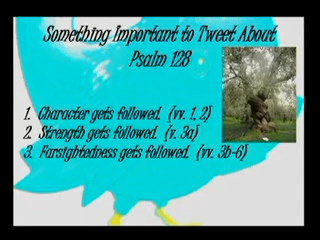 Something Important to Tweet About
Psalm 128
1. Character gets followed. (vv. 1, 2)
2. Strength gets followed. (v. 3a)
3. Farsightedness gets followed. (vv. 3b-6)